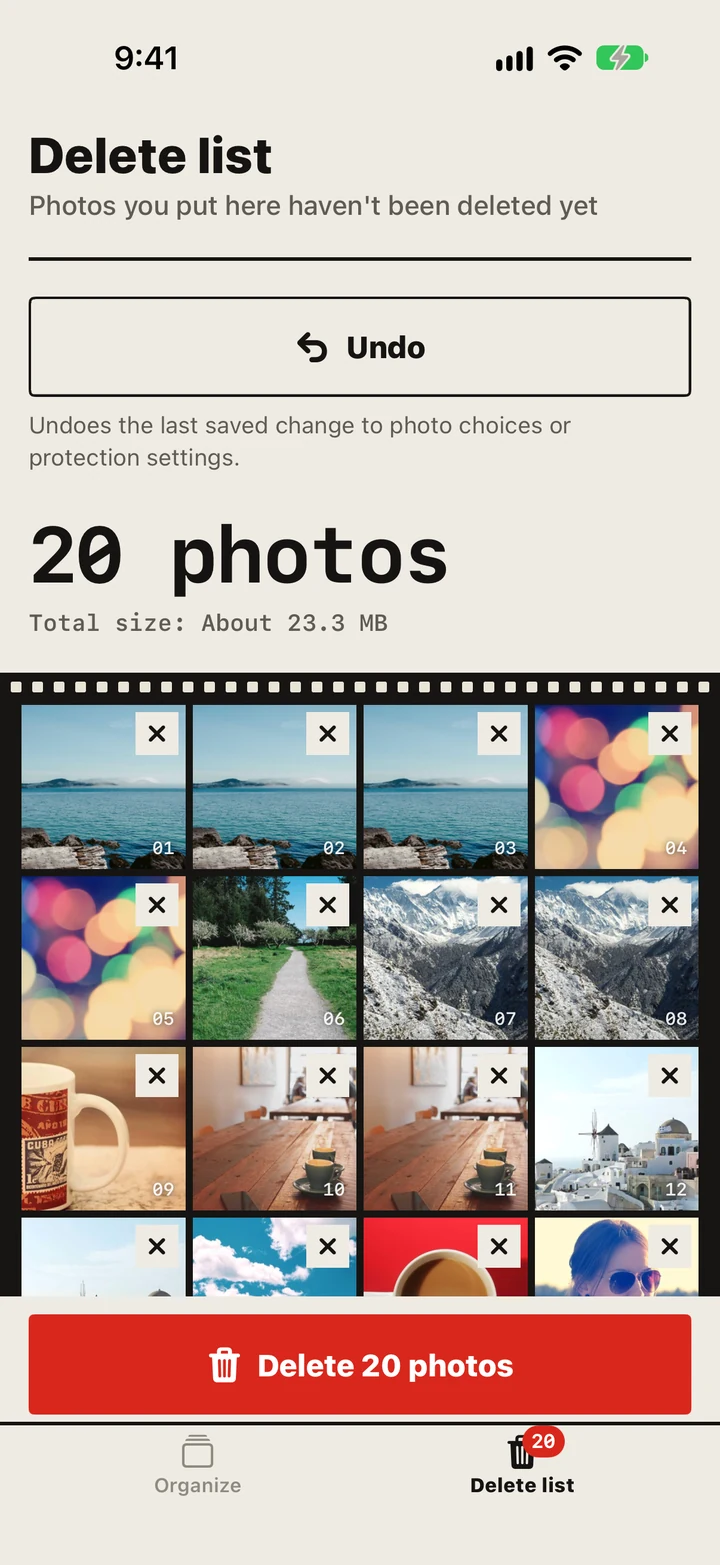 9:41
Delete list
Photos you put here haven't been deleted yet
Undo
Undoes the last saved change to photo choices or
protection settings.
20 photos
Total size: About 23.3 MB
01
02
03
04
05
06
07
08
09
10
11
12
Delete 20 photos
20
Organize
Delete list